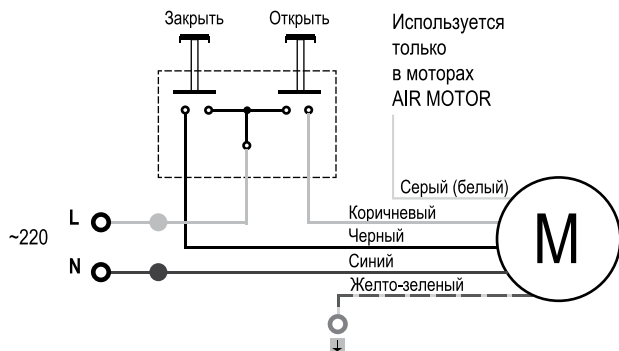 Закрыть
Открыть
Используется
только
в моторах
AIR MOTOR
Серый (белый)
L
Коричневый
~220
Черный
M
N
Синий
Желто-зеленый